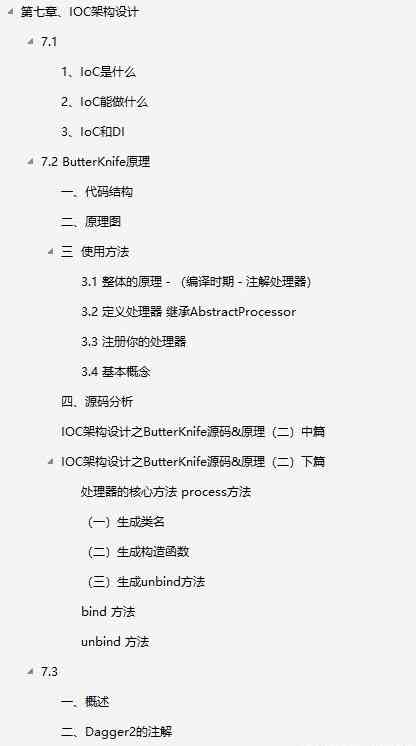 第七章、IOC架构设计
7.1
1、IoC是什么
2、IoC能做什么
3、IoC和DI
7.2 ButterKnife原理
一、代码结构
二、原理图
三 使用方法
3.1 整体的原理 - （编译时期 - 注解处理器）
3.2 定义处理器 继承AbstractProcessor
3.3 注册你的处理器
3.4 基本概念
四、源码分析
IOC架构设计之ButterKnife源码&原理（二）中篇
IOC架构设计之ButterKnife源码&原理（二）下篇
处理器的核心方法 process方法
（一）生成类名
（二）生成构造函数
（三）生成unbind方法
bind 方法
unbind 方法
7.3
一、概述
二、Dagger2的注解